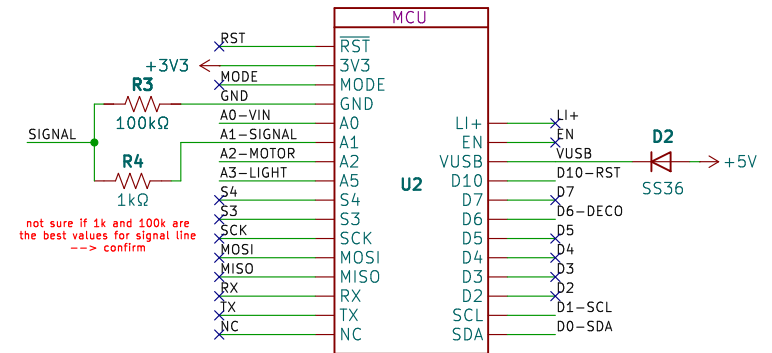 MCU
RST
RST
+3V3
3V3
MODE
MODE
R3
GND
GND
100kΩ
A0-VIN
A0
LI+
LI+
SIGNAL
A1-SIGNAL
A1
EN
EN
D2
R4
A2-MOTOR
A2
VUSB
VUSB
+5V
A3-LIGHT
A5
U2
D10
D10-RST
SS36
1kΩ
S4
S4
D7
D7
not sure if 1k and 100k are
the best values for signal line
--> confirm
S3
S3
D6
D6-DECO
SCK
SCK
D5
D5
MOSI
MOSI
D4
D4
MISO
MISO
D3
D3
RX
RX
D2
D2
TX
TX
SCL
D1-SCL
NC
NC
SDA
D0-SDA